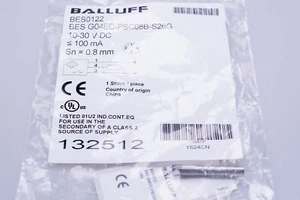 BALLUFF
BES0122
BES G04EC-PSC08B-S26G
10-30 V DC
≤ 100 mA
Sn = 0.8 mm
1 Stück / piece
Country of origin
CHINA
C UL US
LISTED 81U2 IND.CONT.EQ
FOR USE IN THE
SECONDARY OF A CLASS 2
SOURCE OF SUPPLY
132512
1524CN